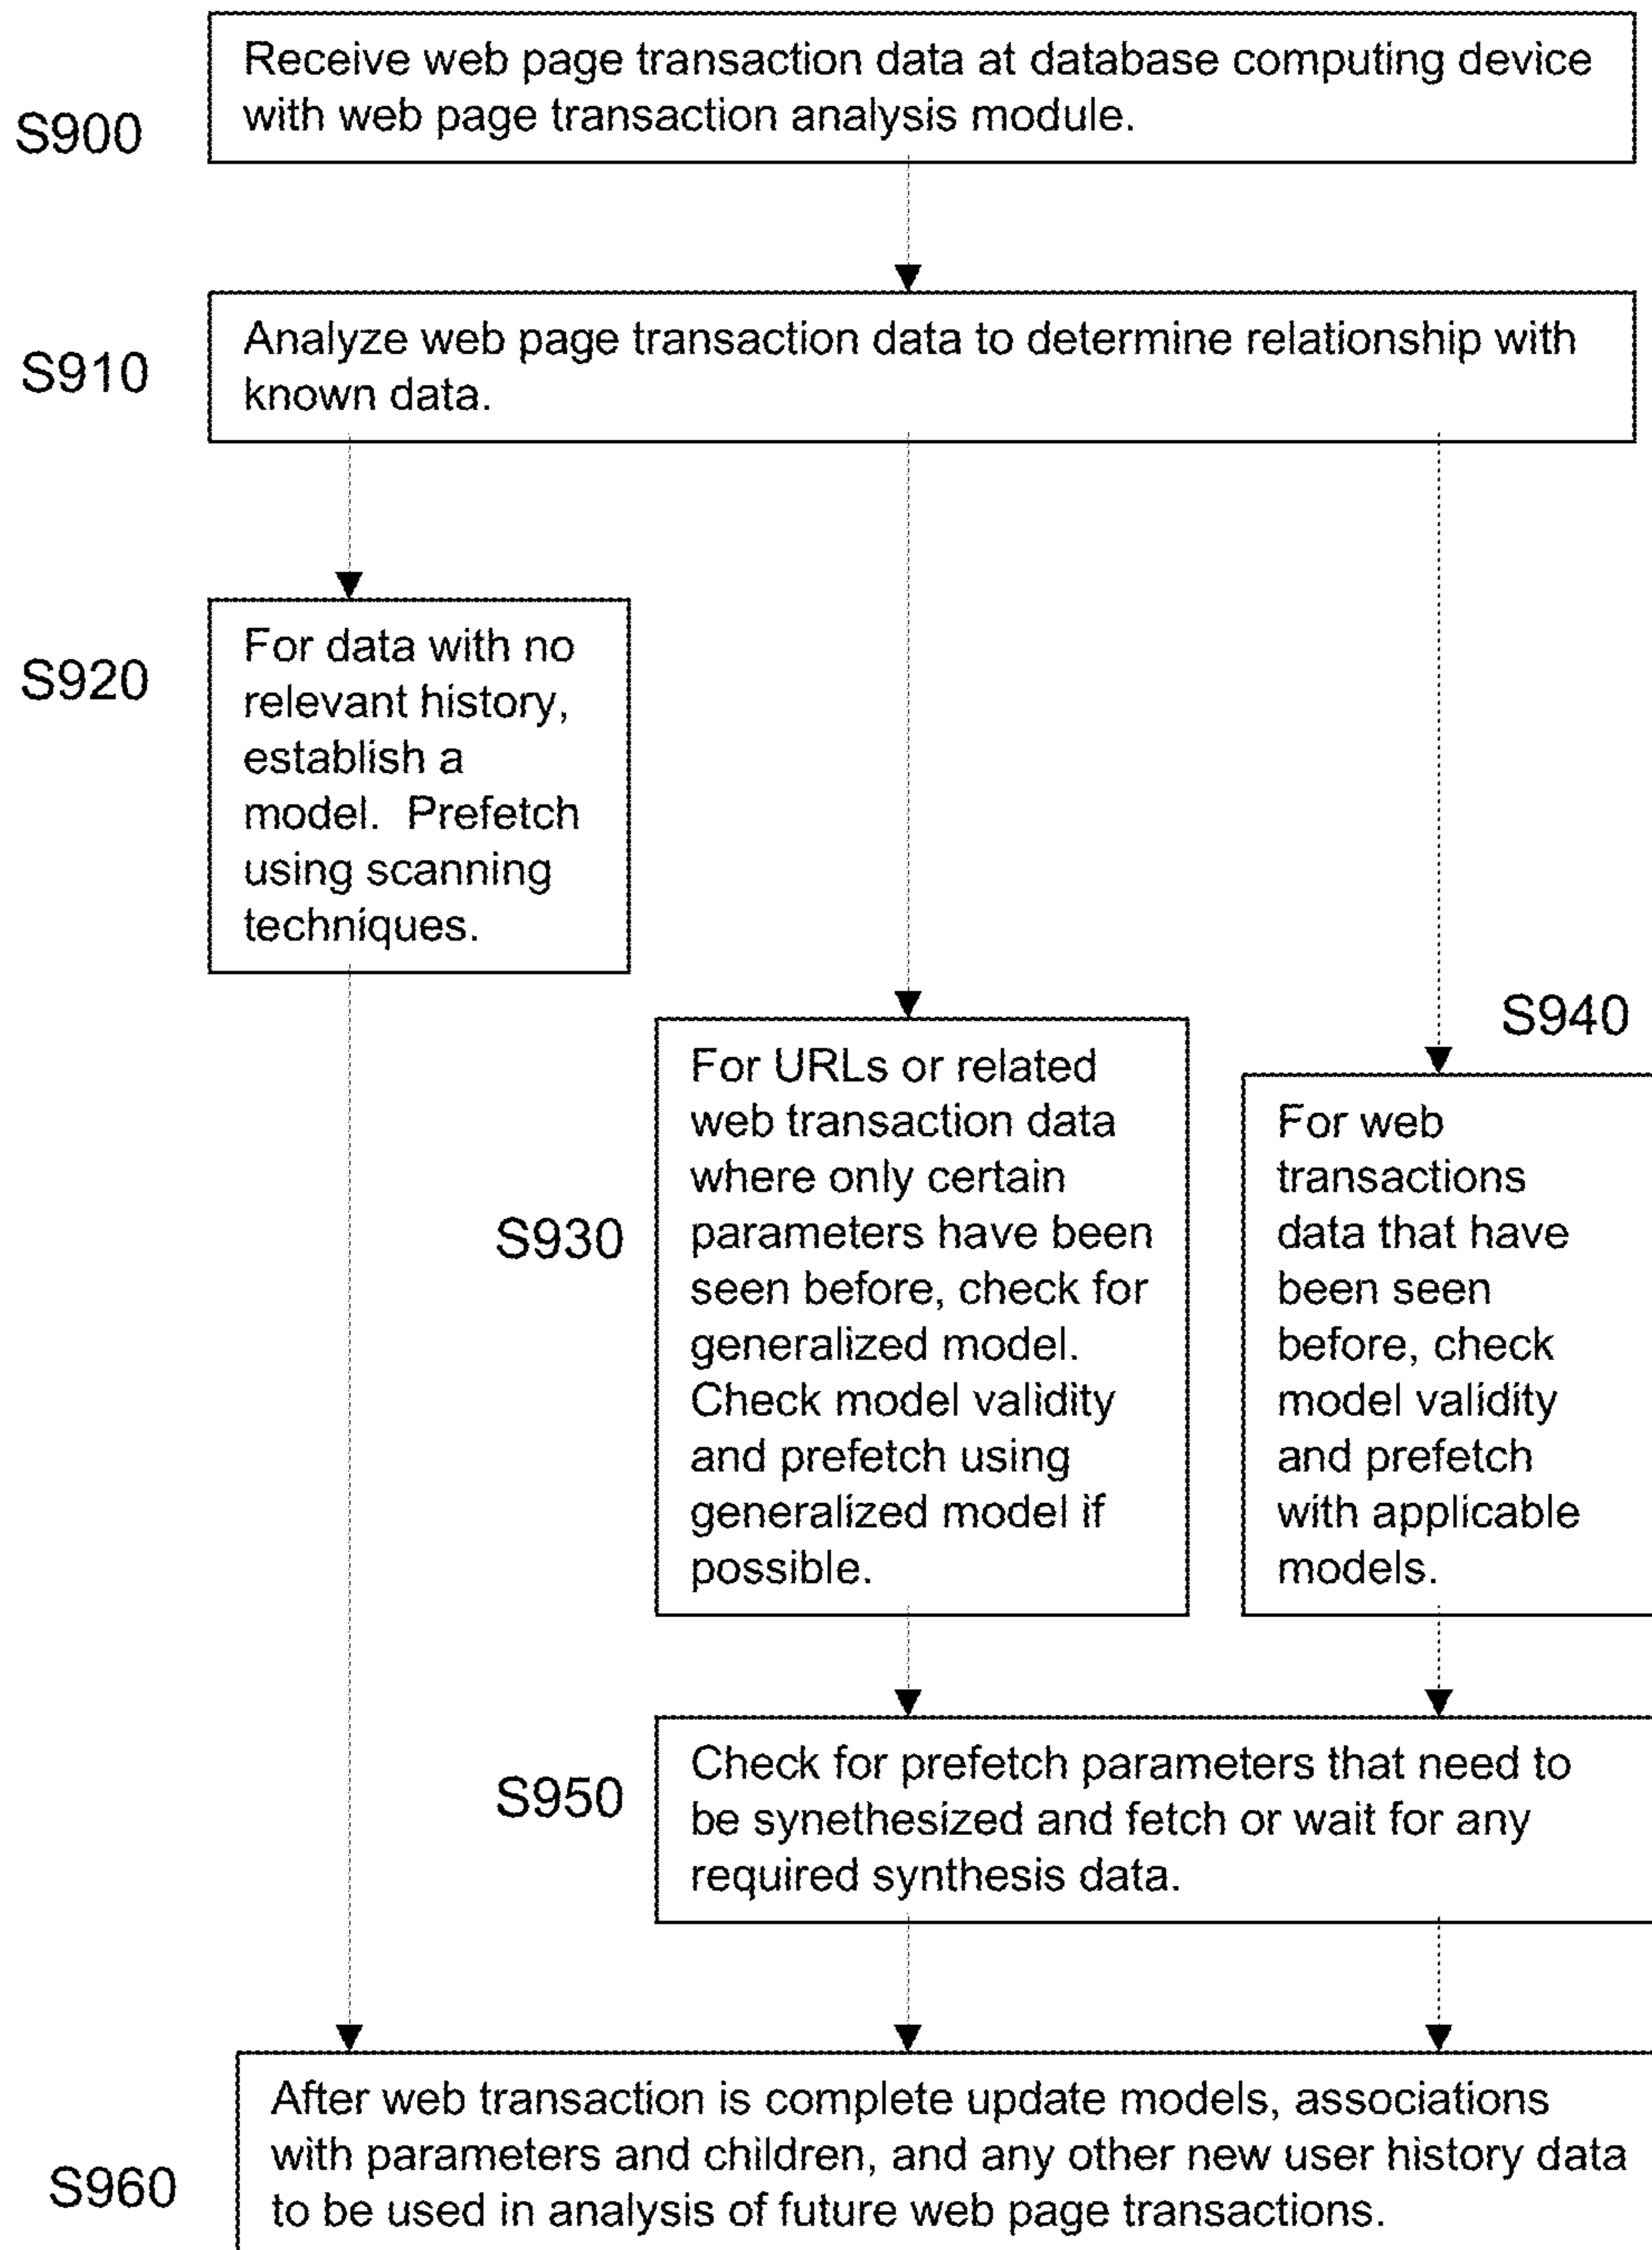 S900
Receive web page transaction data at database computing device
with web page transaction analysis module.
S910
Analyze web page transaction data to determine relationship with
known data.
S920
For data with no
relevant history,
establish a
model. Prefetch
using scanning
techniques.
S930
For URLs or related
web transaction data
where only certain
parameters have been
seen before, check for
generalized model.
Check model validity
and prefetch using
generalized model if
possible.
S940
For web
transactions
data that have
been seen
before, check
model validity
and prefetch
with applicable
models.
S950
Check for prefetch parameters that need to
be synethesized and fetch or wait for any
required synthesis data.
S960
After web transaction is complete update models, associations
with parameters and children, and any other new user history data
to be used in analysis of future web page transactions.